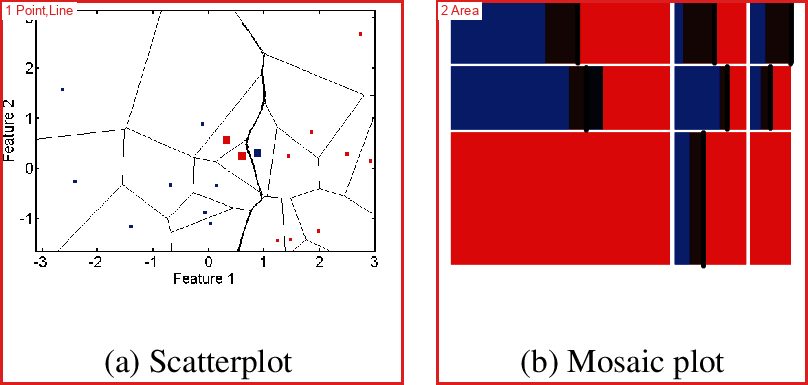 1 Point,Line
3
2
1
0
-1
Feature 2
-3 -2 -1 0 1 2 3
Feature 1
(a) Scatterplot
2 Area
(b) Mosaic plot